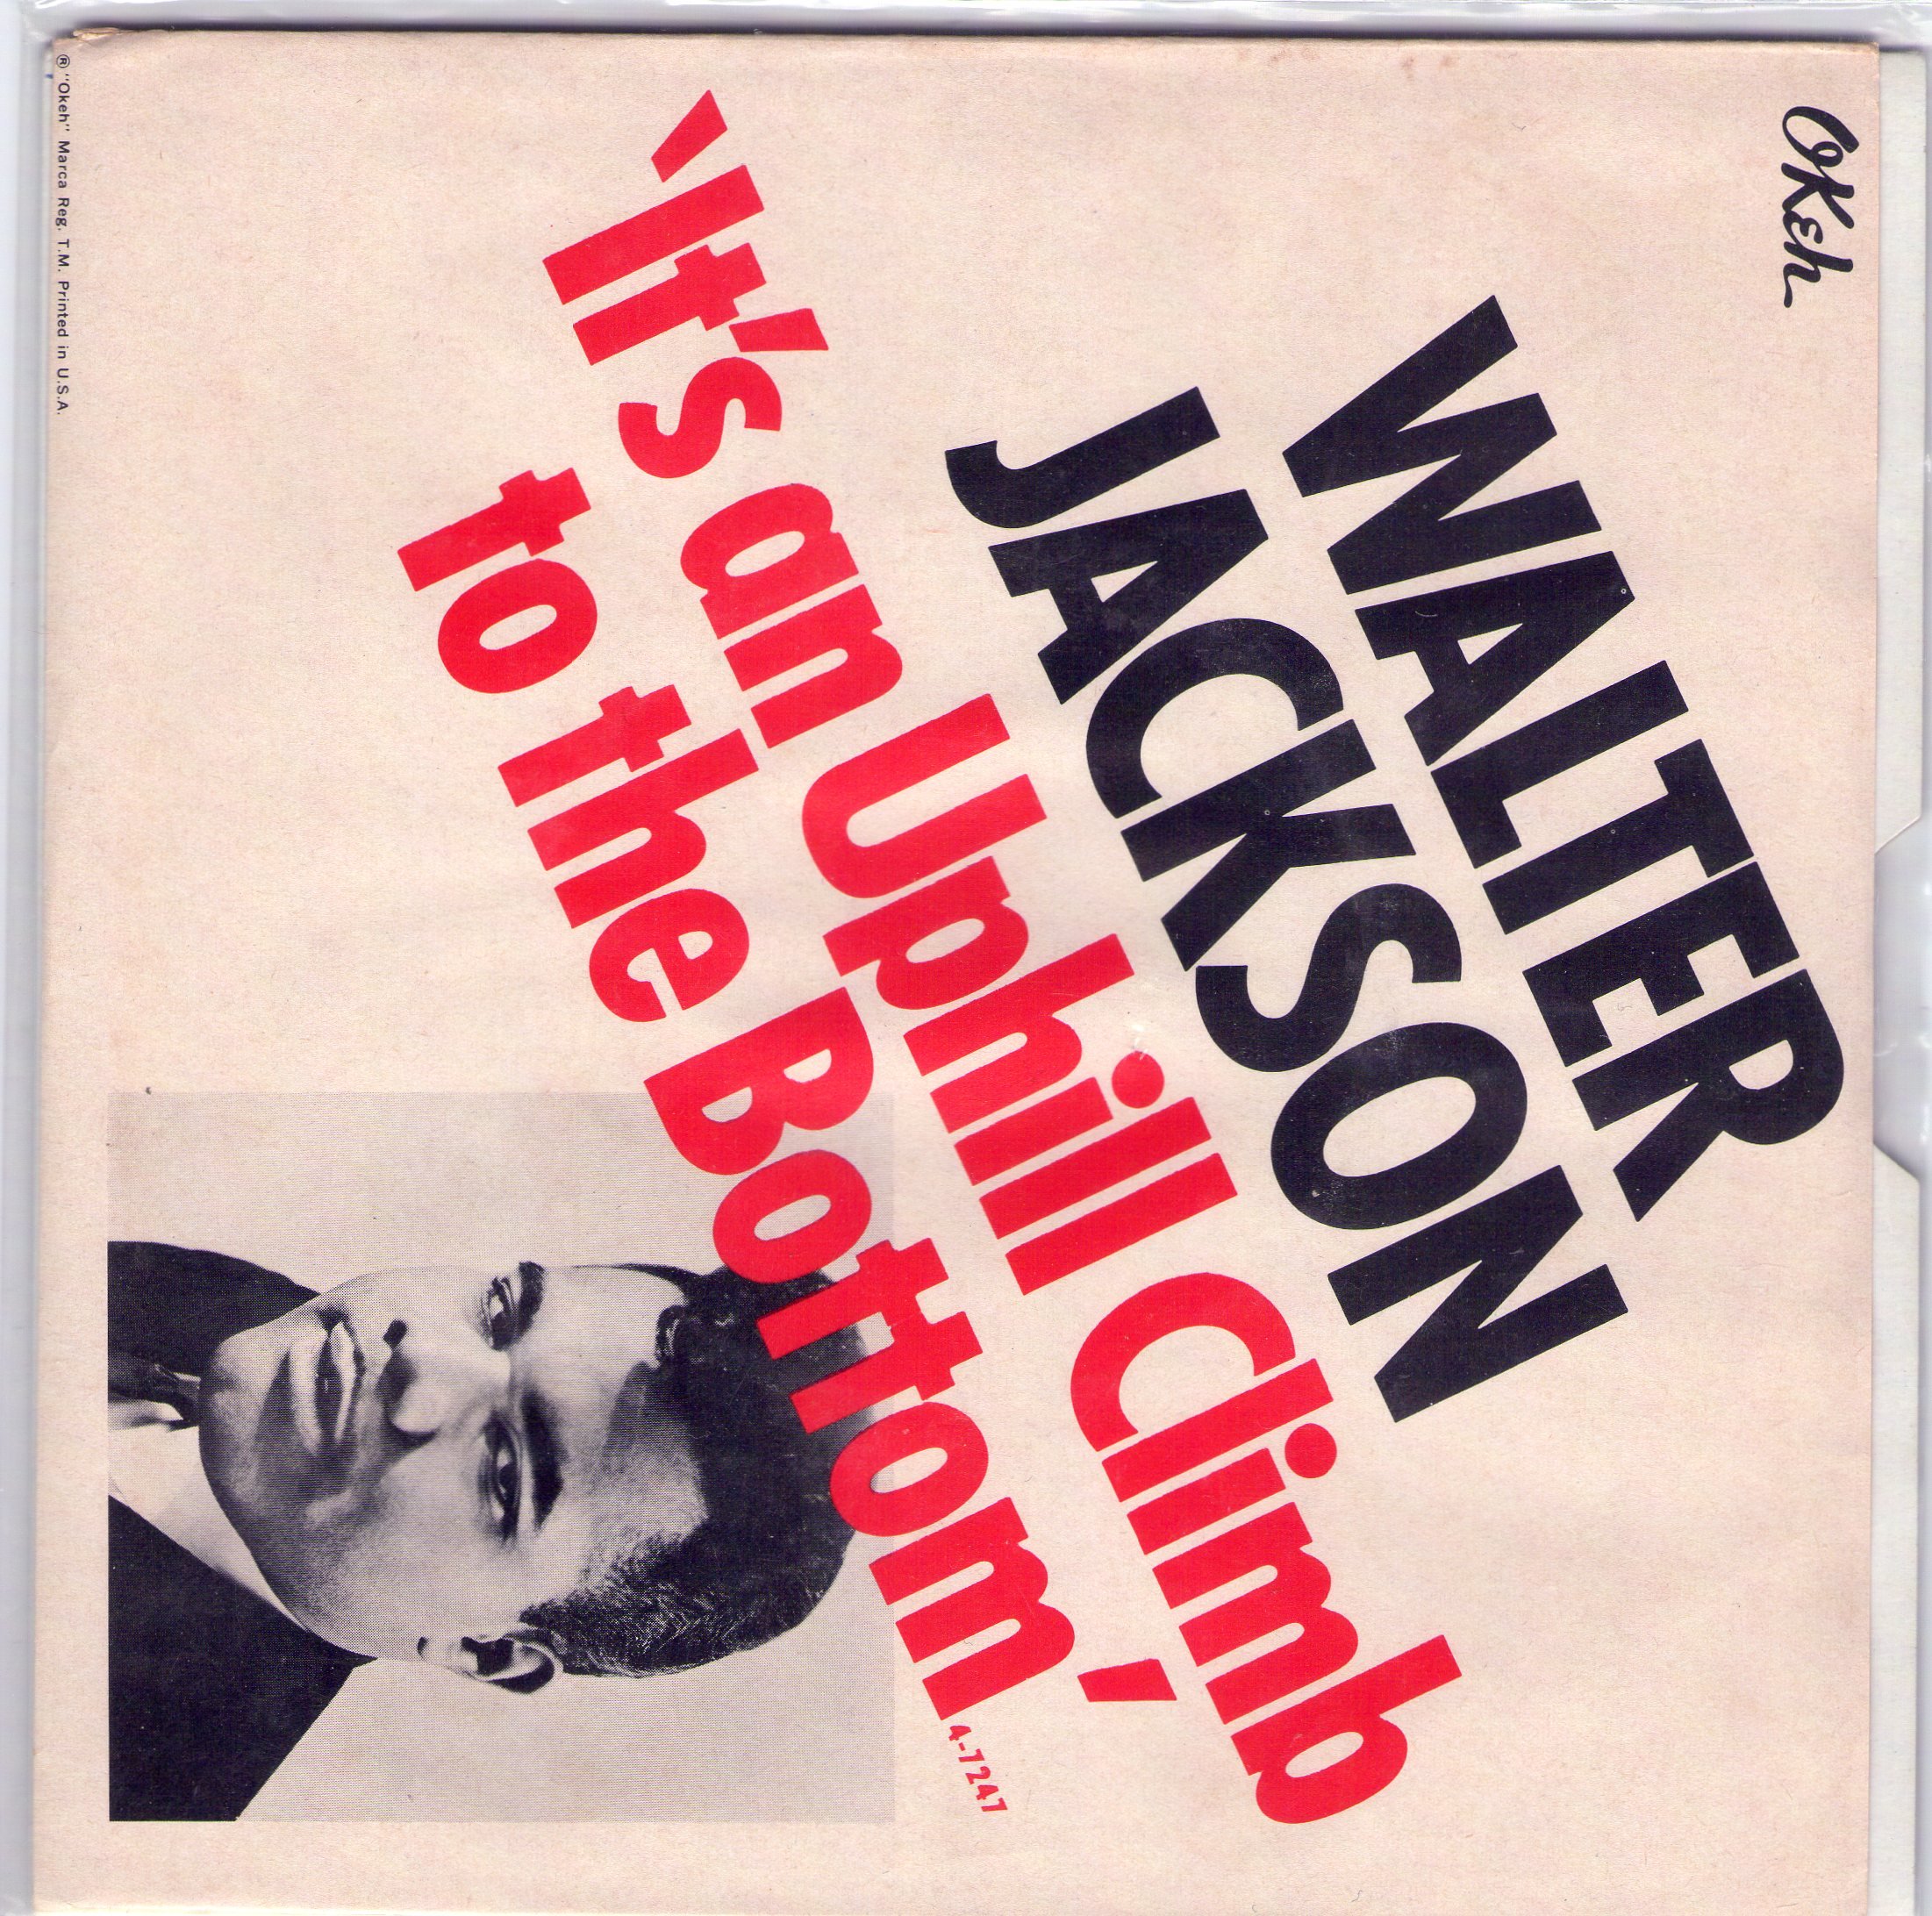 OKeh
WALTER
JACKSON
'It's an Uphill Climb
to the Bottom'
4-7247
® "Okeh" Marca Reg. T.M. Printed in U.S.A.